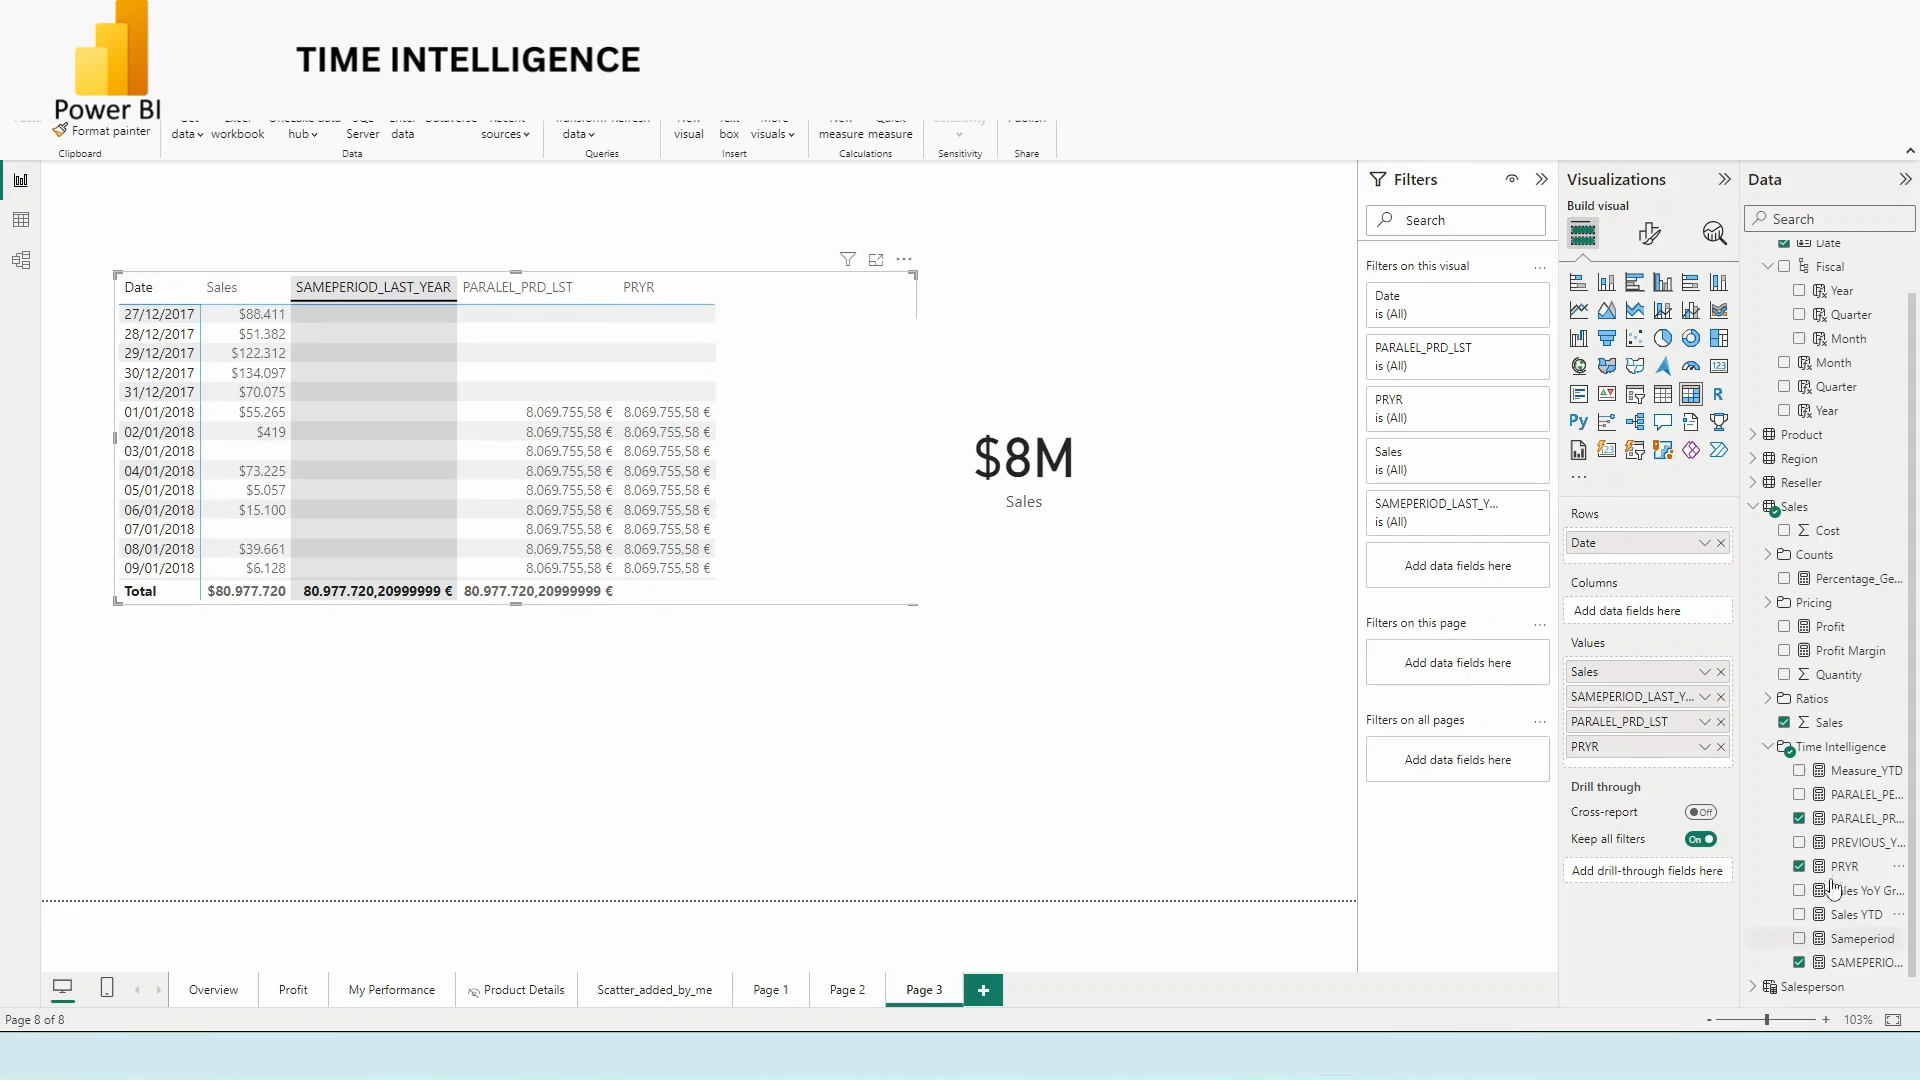 TIME INTELLIGENCE
Power BI
Format painter
data
workbook
hub
Server
data
sources
data
visual
box
visuals
measure
measure
Clipboard
Data
Queries
Insert
Calculations
Sensitivity
Share
Date Sales SAMEPERIOD_LAST_YEAR PARALEL_PRD_LST PRYR
27/12/2017 $88.411
28/12/2017 $51.382
29/12/2017 $122.312
30/12/2017 $134.097
31/12/2017 $70.075
01/01/2018 $55.265 8.069.755,58 € 8.069.755,58 €
02/01/2018 $419 8.069.755,58 € 8.069.755,58 €
03/01/2018 8.069.755,58 € 8.069.755,58 €
04/01/2018 $73.225 8.069.755,58 € 8.069.755,58 €
05/01/2018 $5.057 8.069.755,58 € 8.069.755,58 €
06/01/2018 $15.100 8.069.755,58 € 8.069.755,58 €
07/01/2018 8.069.755,58 € 8.069.755,58 €
08/01/2018 $39.661 8.069.755,58 € 8.069.755,58 €
09/01/2018 $6.128 8.069.755,58 € 8.069.755,58 €
Total $80.977.720 80.977.720,20999999 € 80.977.720,20999999 €
$8M
Sales
Filters
Search
Filters on this visual ...
Date
is (All)
PARALEL_PRD_LST
is (All)
PRYR
is (All)
Sales
is (All)
SAMEPERIOD_LAST_Y...
is (All)
Add data fields here
Filters on this page ...
Add data fields here
Filters on all pages ...
Add data fields here
Visualizations
Build visual
R
Py
123
...
Rows
Date
Columns
Add data fields here
Values
Sales
SAMEPERIOD_LAST_Y...
PARALEL_PRD_LST
PRYR
Drill through
Cross-report Off
Keep all filters On
Add drill-through fields here
Data
Search
Date
Fiscal
Year
Quarter
Month
Month
Quarter
Year
Product
Region
Reseller
Sales
Cost
Counts
Percentage_Ge...
Pricing
Profit
Profit Margin
Quantity
Ratios
Sales
Time Intelligence
Measure_YTD
PARALEL_PE...
PARALEL_PR...
PREVIOUS_Y...
PRYR ...
les YoY Gr...
Sales YTD ...
Sameperiod
SAMEPERIO...
Salesperson
Overview
Profit
My Performance
Product Details
Scatter_added_by_me
Page 1
Page 2
Page 3
+
Page 8 of 8
- + 103%